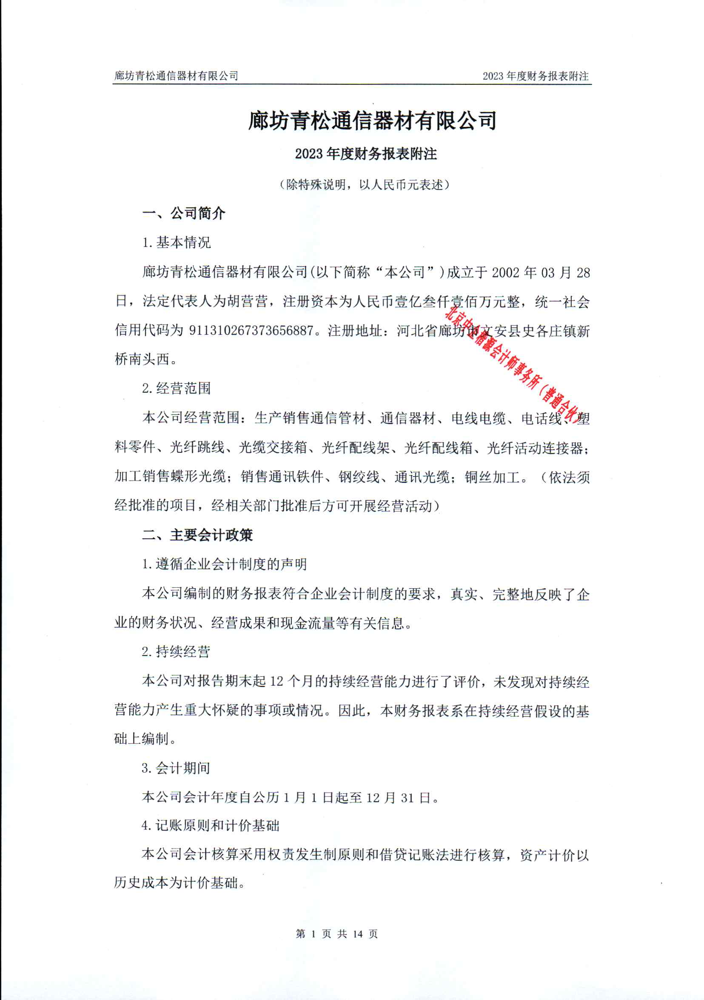 廊坊青松通信器材有限公司 2023 年度财务报表附注
廊坊青松通信器材有限公司
2023 年度财务报表附注
（除特殊说明，以人民币元表述）
一、公司简介
1. 基本情况
廊坊青松通信器材有限公司(以下简称“本公司”)成立于 2002 年 03 月 28
日，法定代表人为胡营营，注册资本为人民币壹亿叁仟壹佰万元整，统一社会
信用代码为 911310267373656887。注册地址：河北省廊坊市文安县史各庄镇新
桥南头西。
北京中企楷源会计师事务所（普通合伙）
2. 经营范围
本公司经营范围：生产销售通信管材、通信器材、电线电缆、电话线、塑
料零件、光纤跳线、光缆交接箱、光纤配线架、光纤配线箱、光纤活动连接器；
加工销售蝶形光缆；销售通讯铁件、钢绞线、通讯光缆；铜丝加工。（依法须
经批准的项目，经相关部门批准后方可开展经营活动）
二、主要会计政策
1. 遵循企业会计制度的声明
本公司编制的财务报表符合企业会计制度的要求，真实、完整地反映了企
业的财务状况、经营成果和现金流量等有关信息。
2. 持续经营
本公司对报告期末起 12 个月的持续经营能力进行了评价，未发现对持续经
营能力产生重大怀疑的事项或情况。因此，本财务报表系在持续经营假设的基
础上编制。
3. 会计期间
本公司会计年度自公历 1 月 1 日起至 12 月 31 日。
4. 记账原则和计价基础
本公司会计核算采用权责发生制原则和借贷记账法进行核算，资产计价以
历史成本为计价基础。
第 1 页 共 14 页